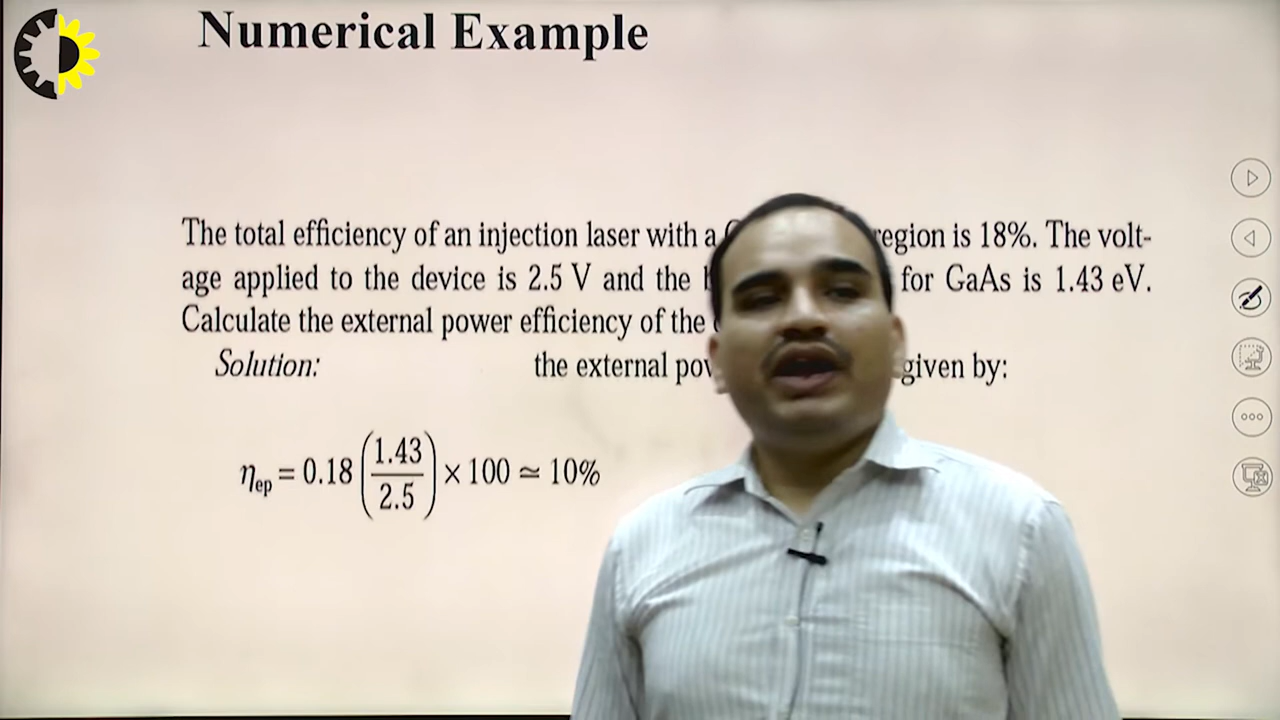 Numerical Example
The total efficiency of an injection laser with a region is 18%. The volt-
age applied to the device is 2.5 V and the for GaAs is 1.43 eV.
Calculate the external power efficiency of the
Solution: the external given by:
ηep = 0.18 (1.43/2.5) × 100 ≃ 10%